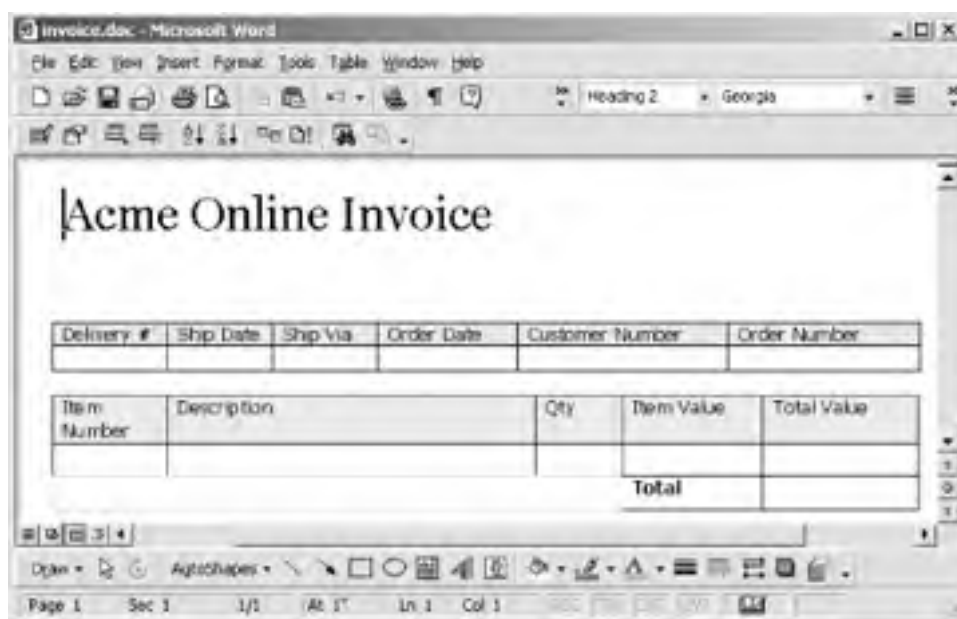 invoice.doc - Microsoft Word
File Edit View Insert Format Tools Table Window Help
Heading 2 Georgia
Acme Online Invoice
Delivery # Ship Date Ship Via Order Date Customer Number Order Number
Item Number Description Qty Item Value Total Value
Total
Draw AutoShapes
Page 1 Sec 1 1/1 At 1" Ln 1 Col 1